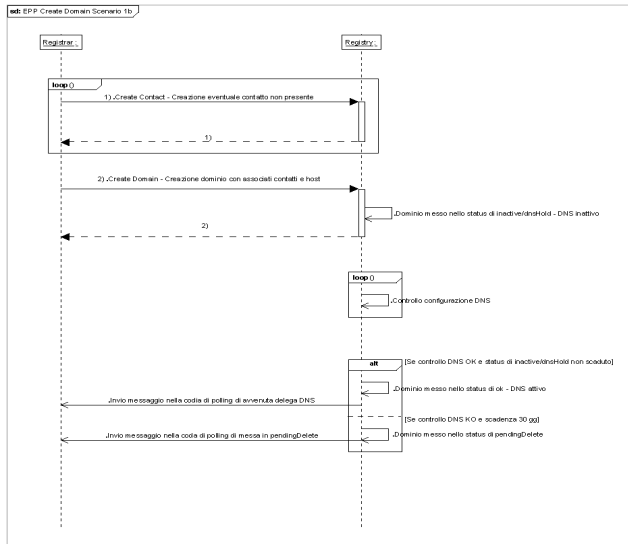 sd: EPP Create Domain Scenario 1b
Registrar :
Registry :
loop ()
1) .Create Contact - Creazione eventuale contatto non presente
1)
2) .Create Domain - Creazione dominio con associati contatti e host
.Dominio messo nello status di inactive/dnsHold - DNS inattivo
2)
loop ()
.Controllo configurazione DNS
alt
[Se controllo DNS OK e status di inactive/dnsHold non scaduto]
.Dominio messo nello status di ok - DNS attivo
.Invio messaggio nella codia di polling di avvenuta delega DNS
[Se controllo DNS KO e scadenza 30 gg]
.Invio messaggio nella coda di polling di messa in pendingDelete
.Dominio messo nello status di pendingDelete